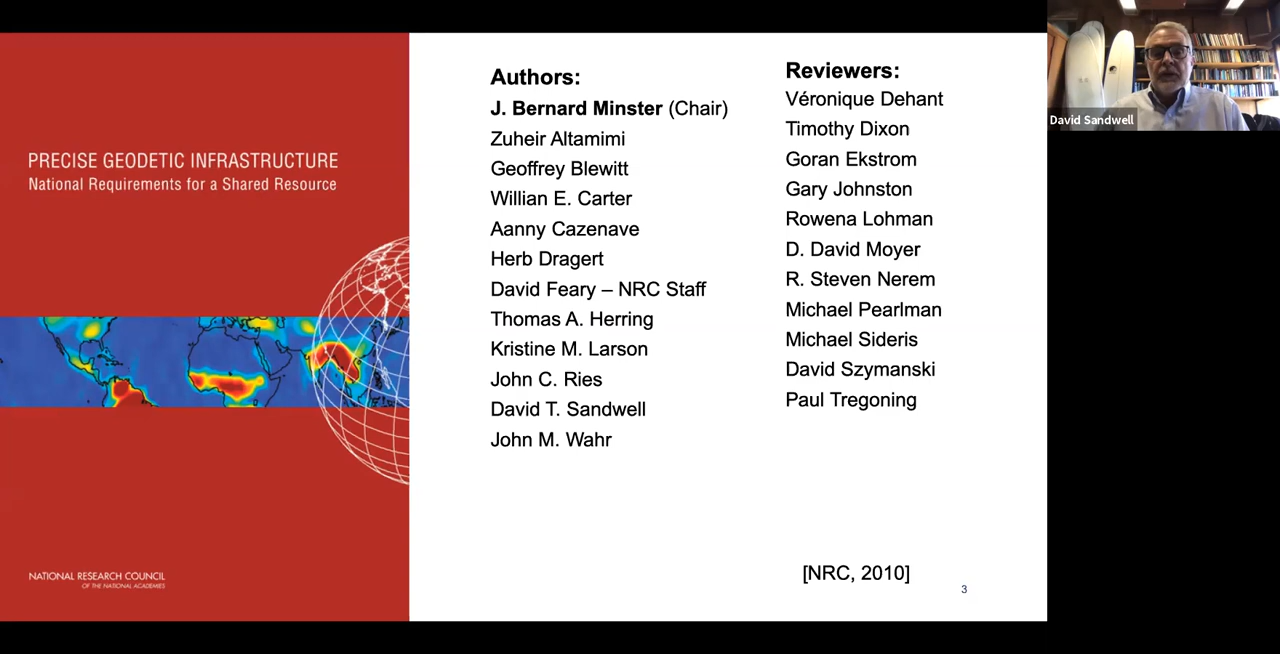 PRECISE GEODETIC INFRASTRUCTURE
National Requirements for a Shared Resource
NATIONAL RESEARCH COUNCIL
OF THE NATIONAL ACADEMIES
Authors:
J. Bernard Minster (Chair)
Zuheir Altamimi
Geoffrey Blewitt
Willian E. Carter
Aanny Cazenave
Herb Dragert
David Feary – NRC Staff
Thomas A. Herring
Kristine M. Larson
John C. Ries
David T. Sandwell
John M. Wahr
Reviewers:
Véronique Dehant
Timothy Dixon
Goran Ekstrom
Gary Johnston
Rowena Lohman
D. David Moyer
R. Steven Nerem
Michael Pearlman
Michael Sideris
David Szymanski
Paul Tregoning
[NRC, 2010]
3
David Sandwell